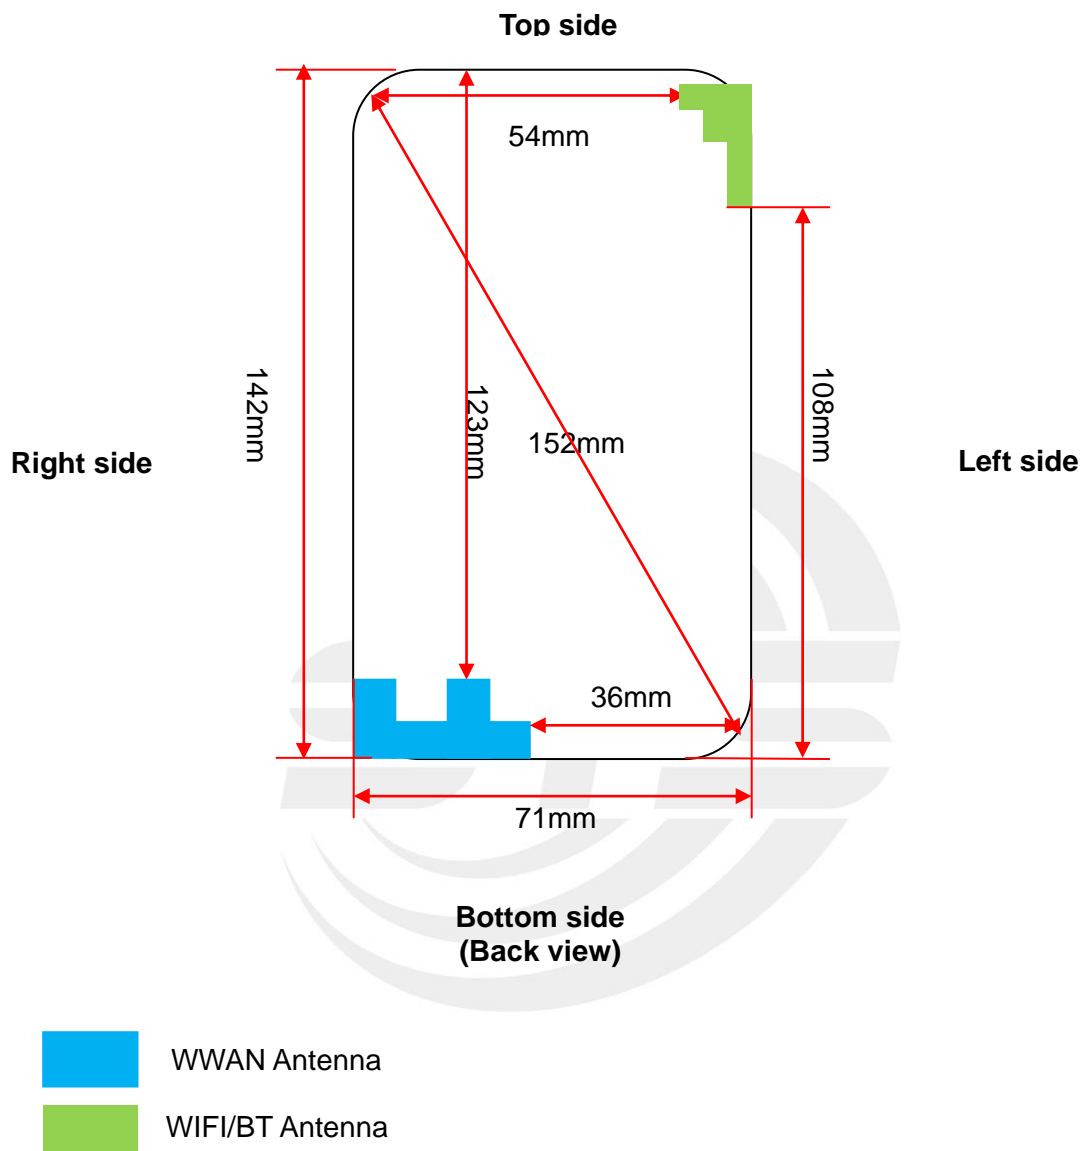 Top side
54mm
142mm
123mm
152mm
108mm
Right side
Left side
36mm
71mm
Bottom side
(Back view)
WWAN Antenna
WIFI/BT Antenna